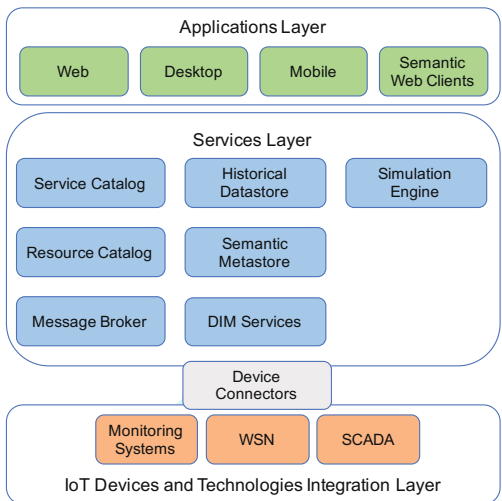 Applications Layer
Web
Desktop
Mobile
Semantic
Web Clients
Services Layer
Service Catalog
Historical
Datastore
Simulation
Engine
Resource Catalog
Semantic
Metastore
Message Broker
DIM Services
Device
Connectors
Monitoring
Systems
WSN
SCADA
IoT Devices and Technologies Integration Layer